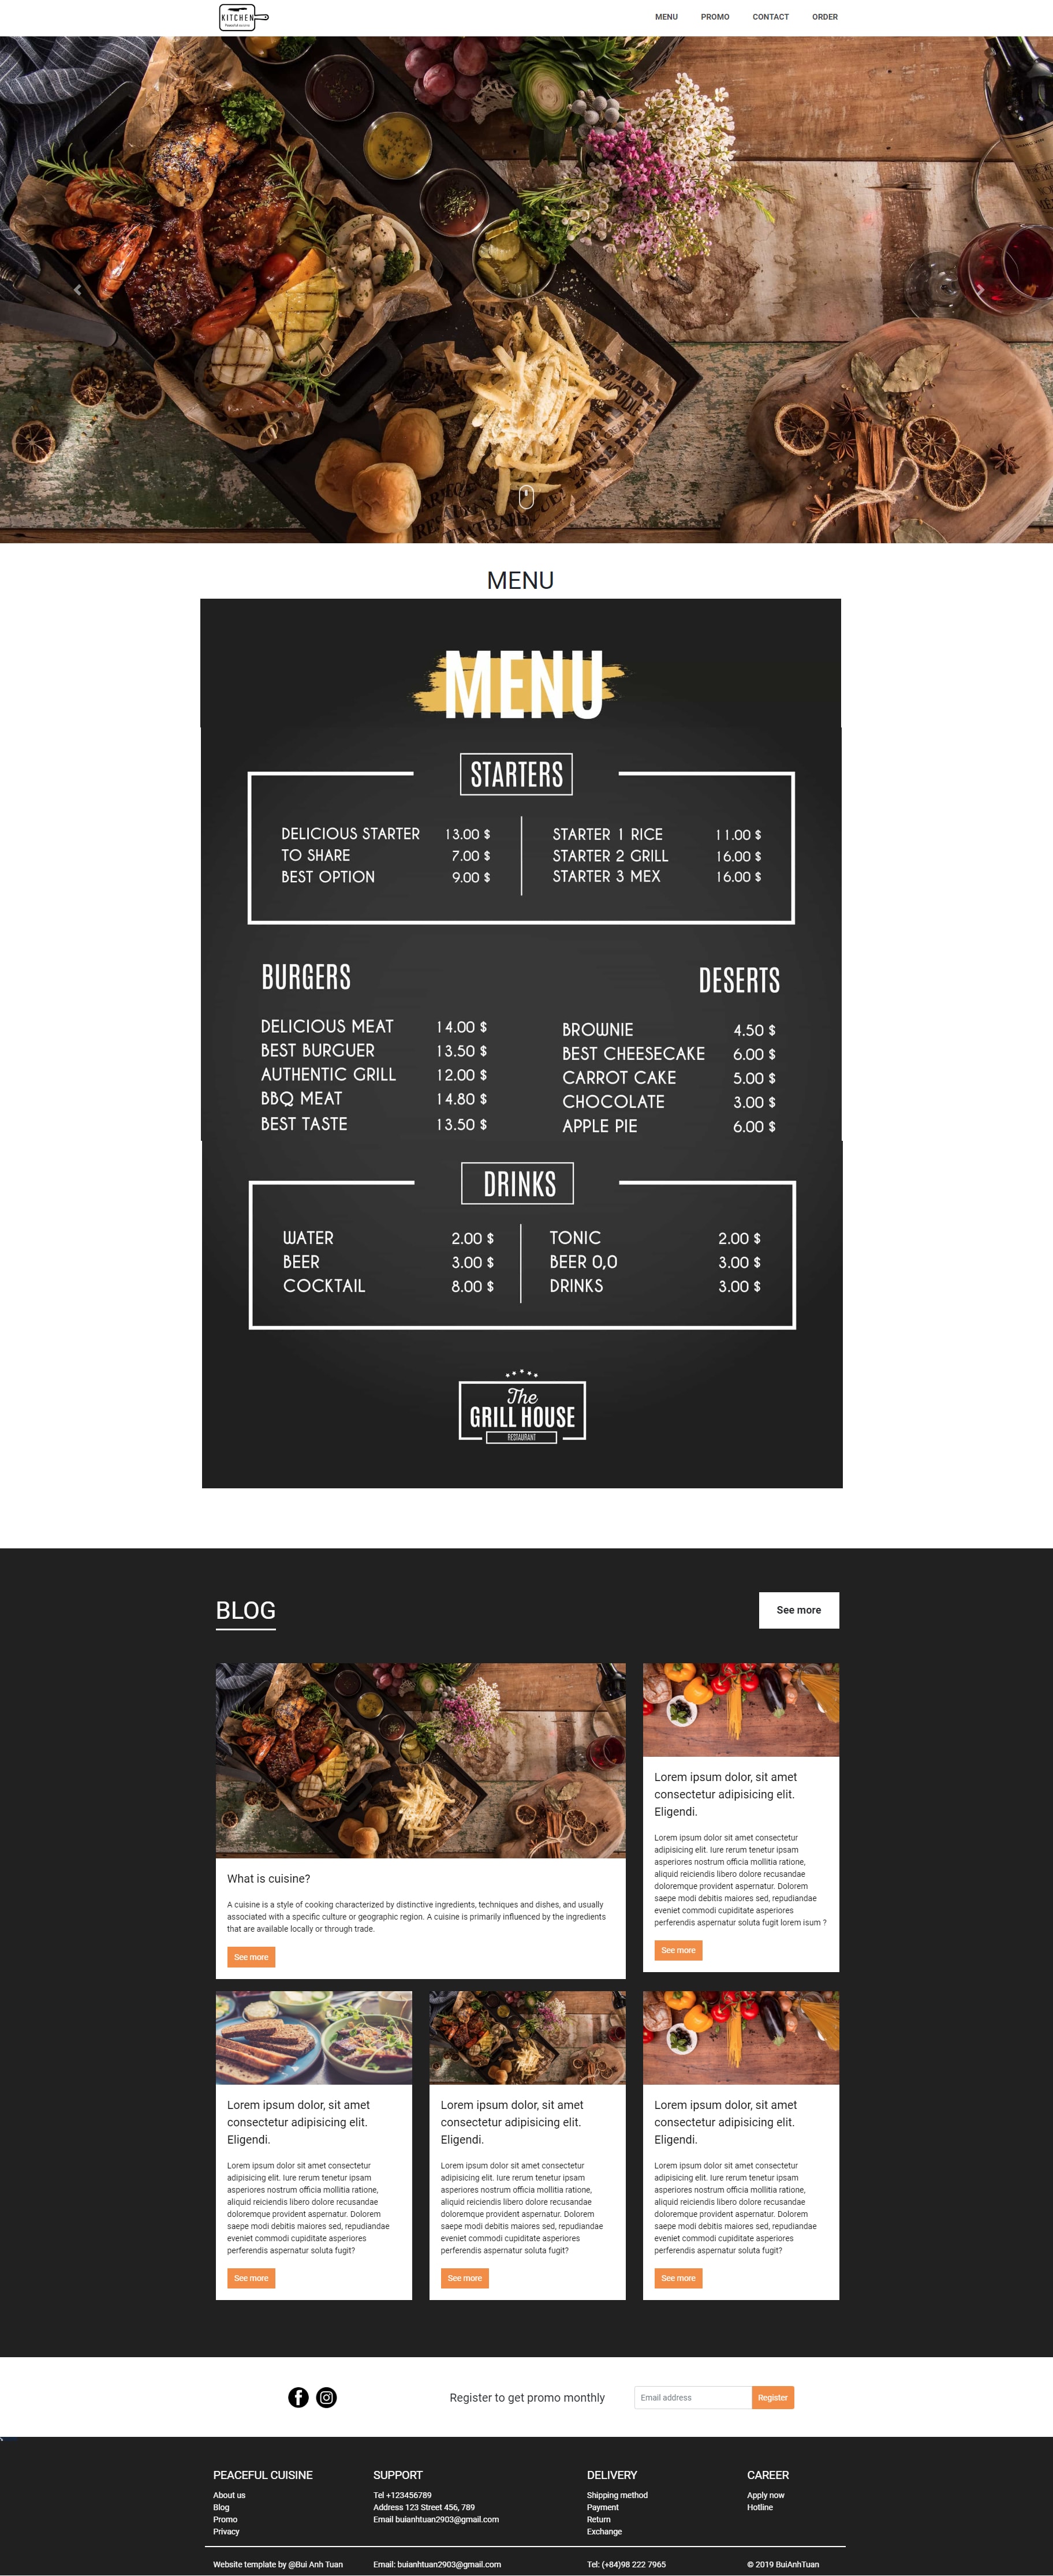 KITCHEN
Peaceful cuisine
MENU PROMO CONTACT ORDER
MENU
MENU
STARTERS
DELICIOUS STARTER 13.00 $
TO SHARE 7.00 $
BEST OPTION 9.00 $
STARTER 1 RICE 11.00 $
STARTER 2 GRILL 16.00 $
STARTER 3 MEX 16.00 $
BURGERS
DELICIOUS MEAT 14.00 $
BEST BURGUER 13.50 $
AUTHENTIC GRILL 12.00 $
BBQ MEAT 14.80 $
BEST TASTE 13.50 $
DESERTS
BROWNIE 4.50 $
BEST CHEESECAKE 6.00 $
CARROT CAKE 5.00 $
CHOCOLATE 3.00 $
APPLE PIE 6.00 $
DRINKS
WATER 2.00 $
BEER 3.00 $
COCKTAIL 8.00 $
TONIC 2.00 $
BEER 0,0 3.00 $
DRINKS 3.00 $
The
GRILL HOUSE
RESTAURANT
BLOG
See more
What is cuisine?
A cuisine is a style of cooking characterized by distinctive ingredients, techniques and dishes, and usually
associated with a specific culture or geographic region. A cuisine is primarily influenced by the ingredients
that are available locally or through trade.
See more
Lorem ipsum dolor, sit amet
consectetur adipisicing elit.
Eligendi.
Lorem ipsum dolor sit amet consectetur
adipisicing elit. Iure rerum tenetur ipsam
asperiores nostrum officia mollitia ratione,
aliquid reiciendis libero dolore recusandae
doloremque provident aspernatur. Dolorem
saepe modi debitis maiores sed, repudiandae
eveniet commodi cupiditate asperiores
perferendis aspernatur soluta fugit lorem isum ?
See more
Lorem ipsum dolor, sit amet
consectetur adipisicing elit.
Eligendi.
Lorem ipsum dolor sit amet consectetur
adipisicing elit. Iure rerum tenetur ipsam
asperiores nostrum officia mollitia ratione,
aliquid reiciendis libero dolore recusandae
doloremque provident aspernatur. Dolorem
saepe modi debitis maiores sed, repudiandae
eveniet commodi cupiditate asperiores
perferendis aspernatur soluta fugit?
See more
Lorem ipsum dolor, sit amet
consectetur adipisicing elit.
Eligendi.
Lorem ipsum dolor sit amet consectetur
adipisicing elit. Iure rerum tenetur ipsam
asperiores nostrum officia mollitia ratione,
aliquid reiciendis libero dolore recusandae
doloremque provident aspernatur. Dolorem
saepe modi debitis maiores sed, repudiandae
eveniet commodi cupiditate asperiores
perferendis aspernatur soluta fugit?
See more
Lorem ipsum dolor, sit amet
consectetur adipisicing elit.
Eligendi.
Lorem ipsum dolor sit amet consectetur
adipisicing elit. Iure rerum tenetur ipsam
asperiores nostrum officia mollitia ratione,
aliquid reiciendis libero dolore recusandae
doloremque provident aspernatur. Dolorem
saepe modi debitis maiores sed, repudiandae
eveniet commodi cupiditate asperiores
perferendis aspernatur soluta fugit?
See more
Register to get promo monthly
Email address
Register
PEACEFUL CUISINE
About us
Blog
Promo
Privacy
SUPPORT
Tel +123456789
Address 123 Street 456, 789
Email buianhtuan2903@gmail.com
DELIVERY
Shipping method
Payment
Return
Exchange
CAREER
Apply now
Hotline
Website template by @Bui Anh Tuan
Email: buianhtuan2903@gmail.com
Tel: (+84)98 222 7965
© 2019 BuiAnhTuan